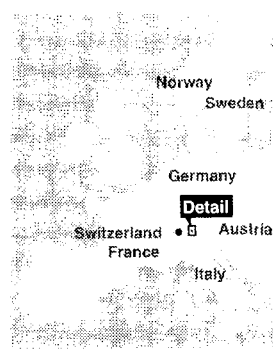 Norway
Sweden
Germany
Detail
Switzerland
Austria
France
Italy